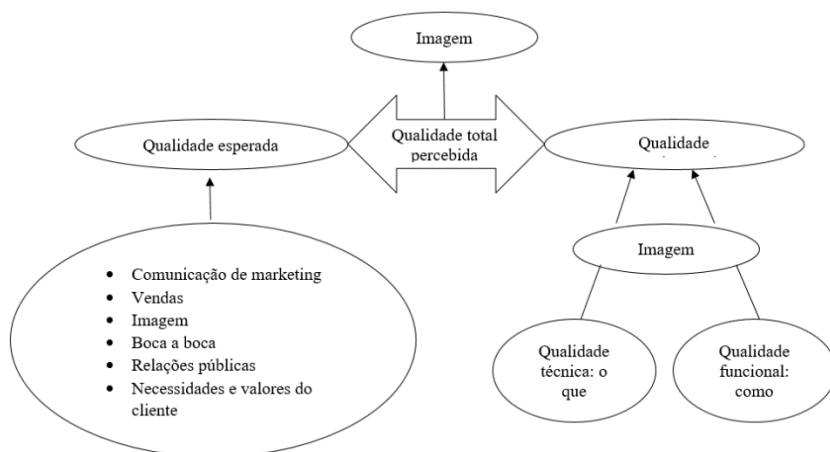 Imagem
Qualidade esperada
Qualidade total
percebida
Qualidade
Imagem
• Comunicação de marketing
• Vendas
• Imagem
• Boca a boca
• Relações públicas
• Necessidades e valores do
cliente
Qualidade
técnica: o
que
Qualidade
funcional:
como